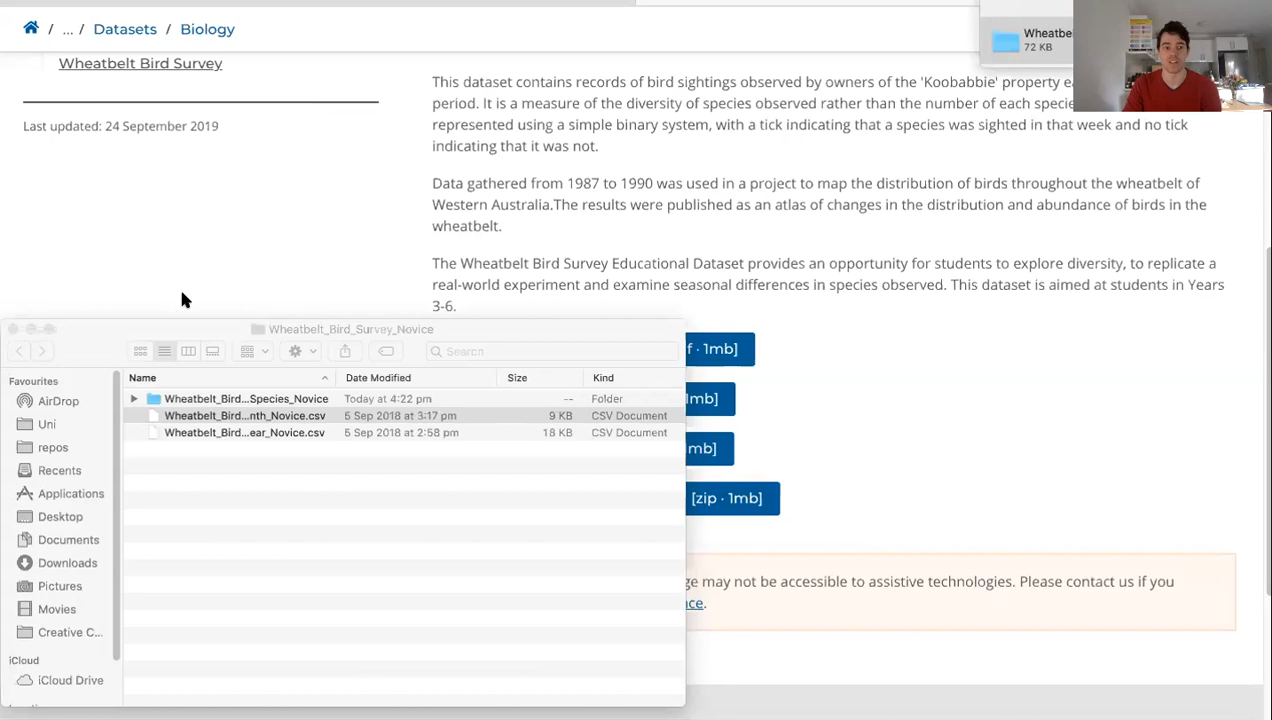 / ... / Datasets / Biology
Wheatbelt Bird Survey
Last updated: 24 September 2019
This dataset contains records of bird sightings observed by owners of the 'Koobabbie' property
period. It is a measure of the diversity of species observed rather than the number of each
represented using a simple binary system, with a tick indicating that a species was sighted in that week and no tick
indicating that it was not.
Data gathered from 1987 to 1990 was used in a project to map the distribution of birds throughout the wheatbelt of
Western Australia.The results were published as an atlas of changes in the distribution and abundance of birds in the
wheatbelt.
The Wheatbelt Bird Survey Educational Dataset provides an opportunity for students to explore diversity, to replicate a
real-world experiment and examine seasonal differences in species observed. This dataset is aimed at students in Years
3-6.
f · 1mb]
mb]
mb]
[zip · 1mb]
ge may not be accessible to assistive technologies. Please contact us if you
nce.
Wheatbe
72 KB
Wheatbelt_Bird_Survey_Novice
Search
Name Date Modified Size Kind
Wheatbelt_Bird...Species_Novice Today at 4:22 pm -- Folder
Wheatbelt_Bird...nth_Novice.csv 5 Sep 2018 at 3:17 pm 9 KB CSV Document
Wheatbelt_Bird...ear_Novice.csv 5 Sep 2018 at 2:58 pm 18 KB CSV Document
Favourites
AirDrop
Uni
repos
Recents
Applications
Desktop
Documents
Downloads
Pictures
Movies
Creative C...
iCloud
iCloud Drive